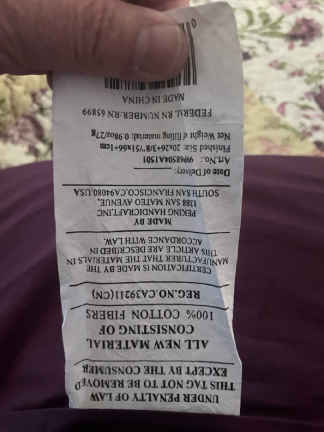 UNDER PENALTY OF LAW
THIS TAG NOT TO BE REMOVED
EXCEPT BY THE CONSUMER
ALL NEW MATERIAL
CONSISTING OF
100% COTTON FIBERS
REG.NO.CA39211(CN)
CERTIFICATION IS MADE BY THE
MANUFACTURER THAT THE MATERIALS IN
THIS ARTICLE ARE DESCRIBED IN
ACCORDANCE WITH LAW.
MADE BY
PEKING HANDICRAFT,INC
1388 SAN MATEO AVENUE,
SOUTH SAN FRANCISCO,CA94080,USA
Date of Delivery:
Art.No.: 996850AA1501
Finished Size: 20x26+3/8"/51x66+1cm
Net Weight of filling material: 0.98oz/27g
FEDERAL RN NUMBER:RN 65899
MADE IN CHINA